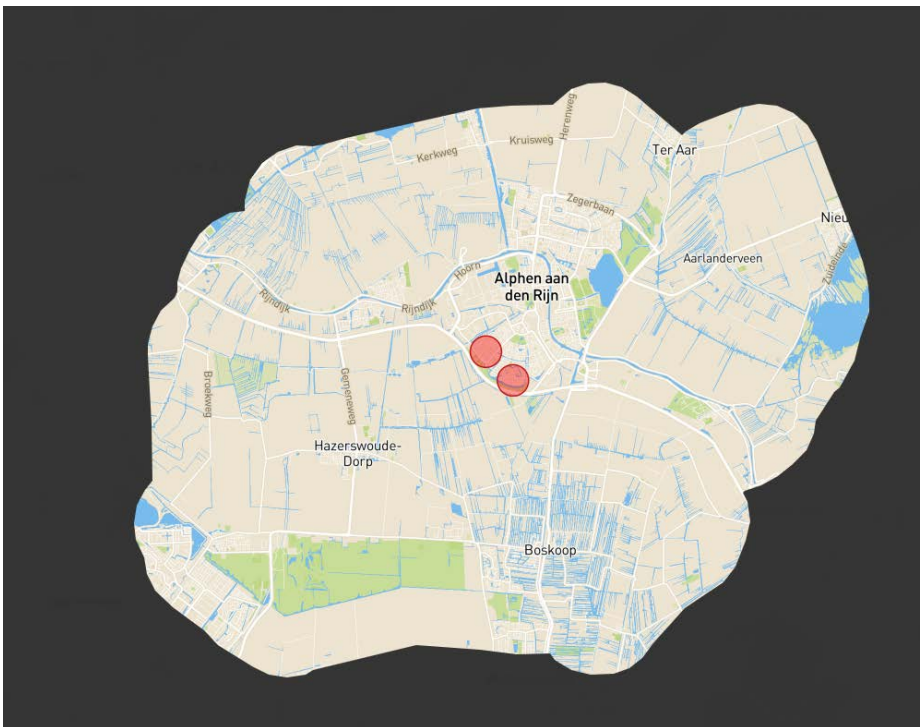 Herenweg
Kruisweg
Kerkweg
Ter Aar
Zegerbaan
Nieu
Zuideinde
Aarlanderveen
Hoorn
Alphen aan
den Rijn
Rijndijk
Rijndijk
Broekweg
Gemeneweg
Hazerswoude-
Dorp
Boskoop